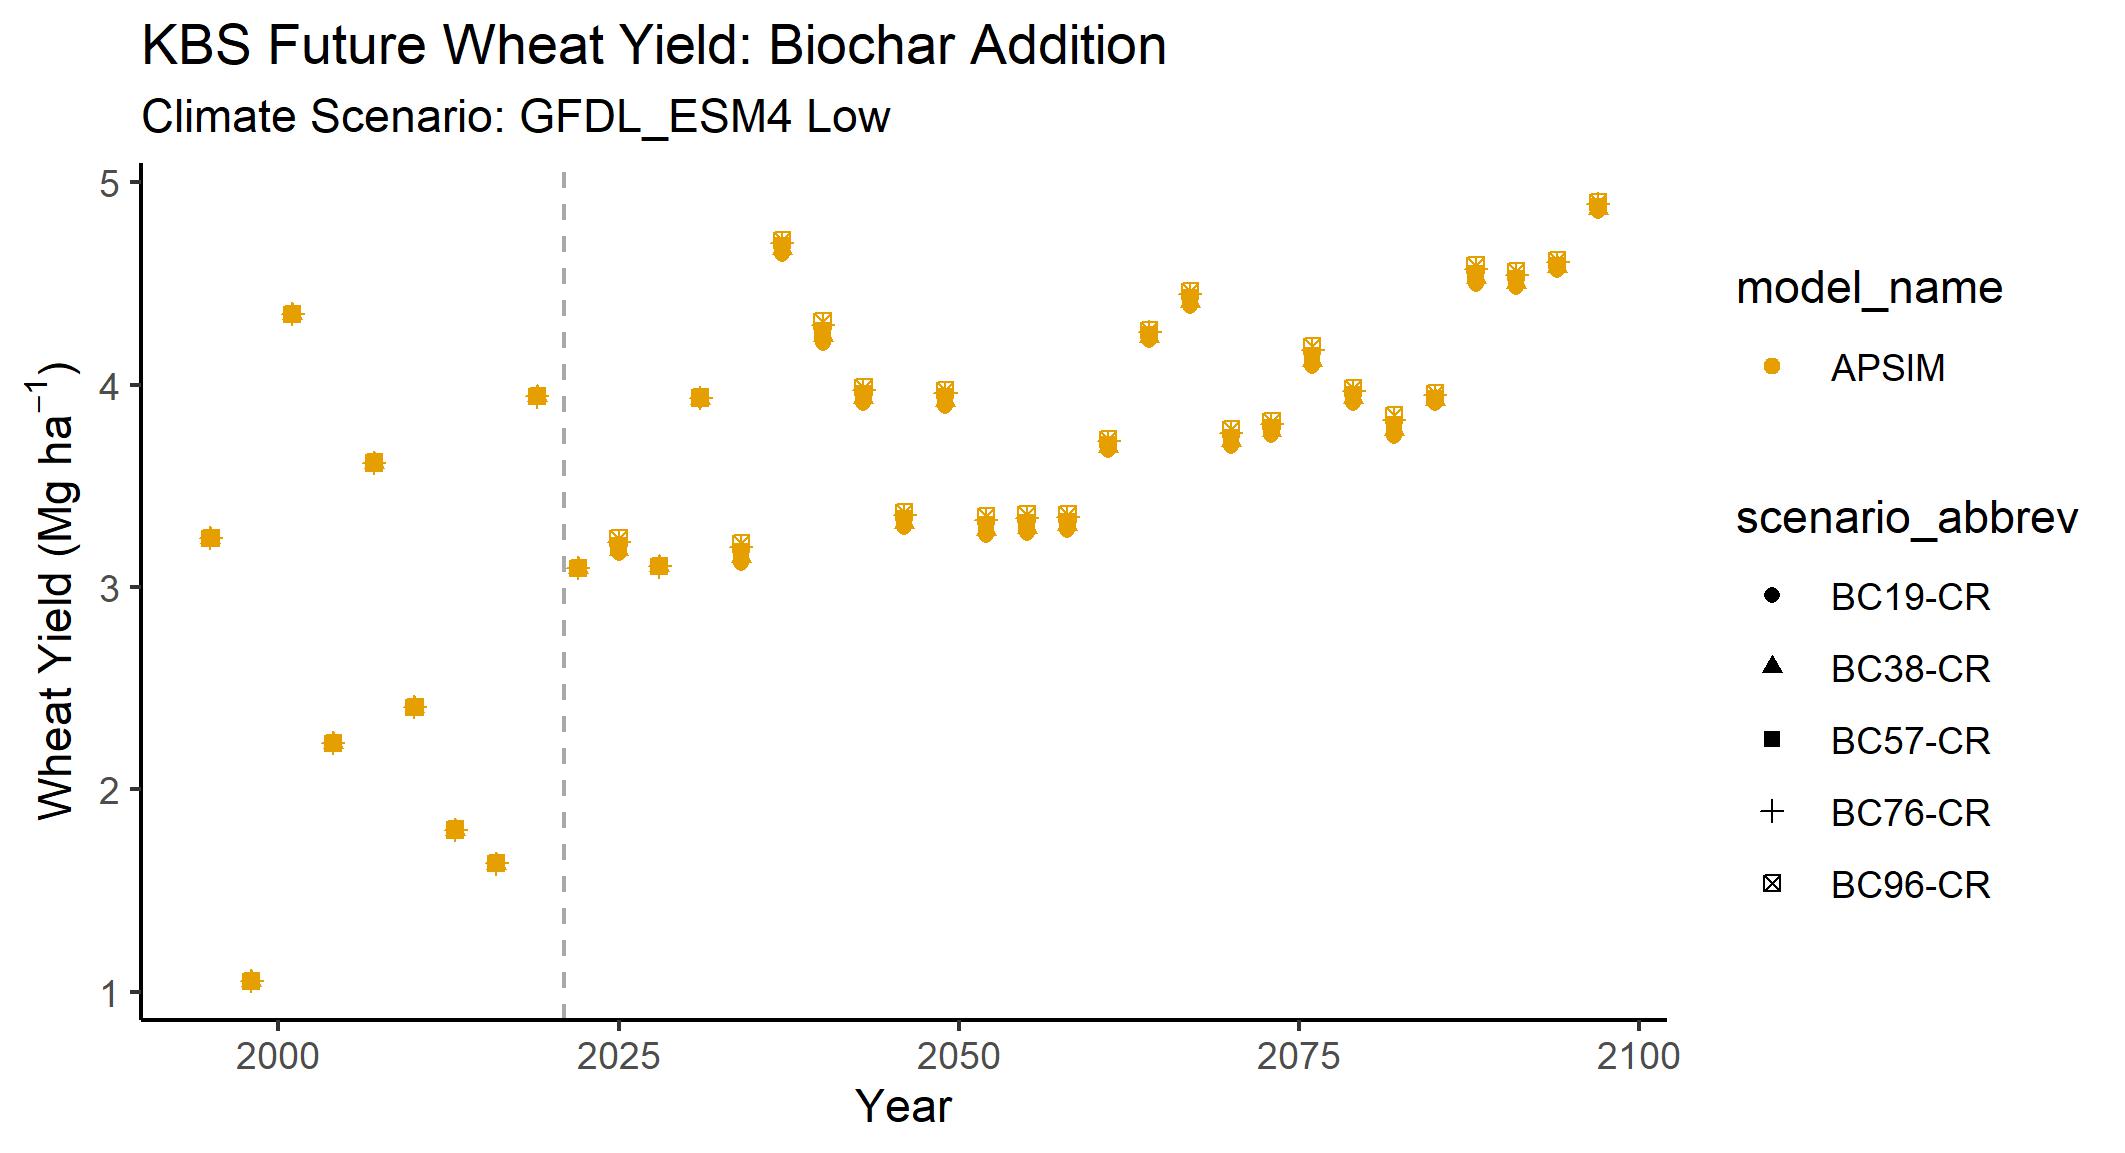 KBS Future Wheat Yield: Biochar Addition
Climate Scenario: GFDL_ESM4 Low
Wheat Yield (Mg ha⁻¹)
5
4
3
2
1
2000
2025
2050
2075
2100
Year
model_name
APSIM
scenario_abbrev
BC19-CR
BC38-CR
BC57-CR
BC76-CR
BC96-CR